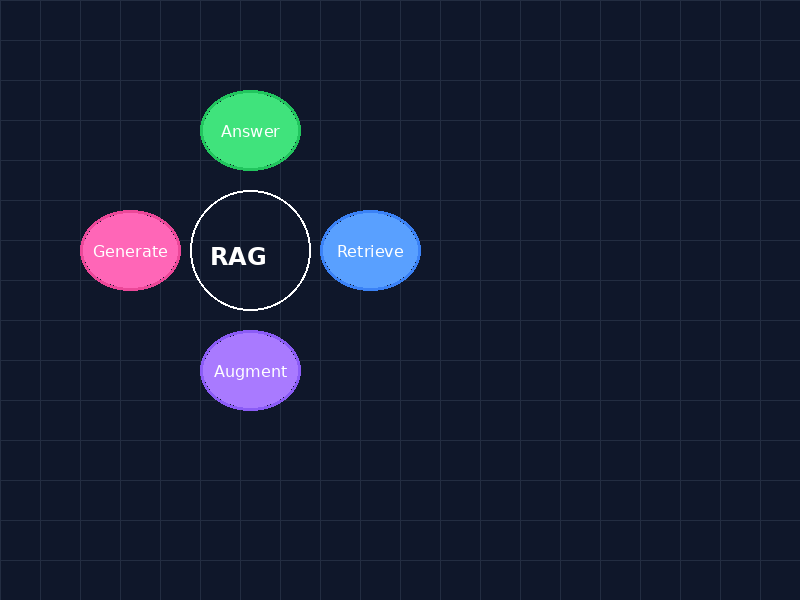 Answer
Generate
RAG
Retrieve
Augment